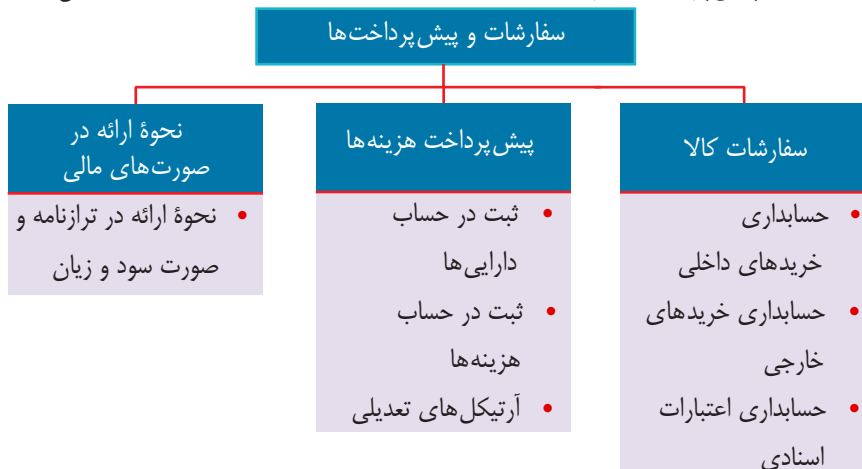 سفارشات و پیش‌پرداخت‌ها
سفارشات کالا
• حسابداری
خریدهای داخلی
• حسابداری خریدهای
خارجی
• حسابداری اعتبارات
اسنادی
پیش‌پرداخت هزینه‌ها
• ثبت در حساب
دارایی‌ها
• ثبت در حساب
هزینه‌ها
• آرتیکل‌های تعدیلی
نحوۀ ارائه در
صورت‌های مالی
• نحوۀ ارائه در ترازنامه و
صورت سود و زیان